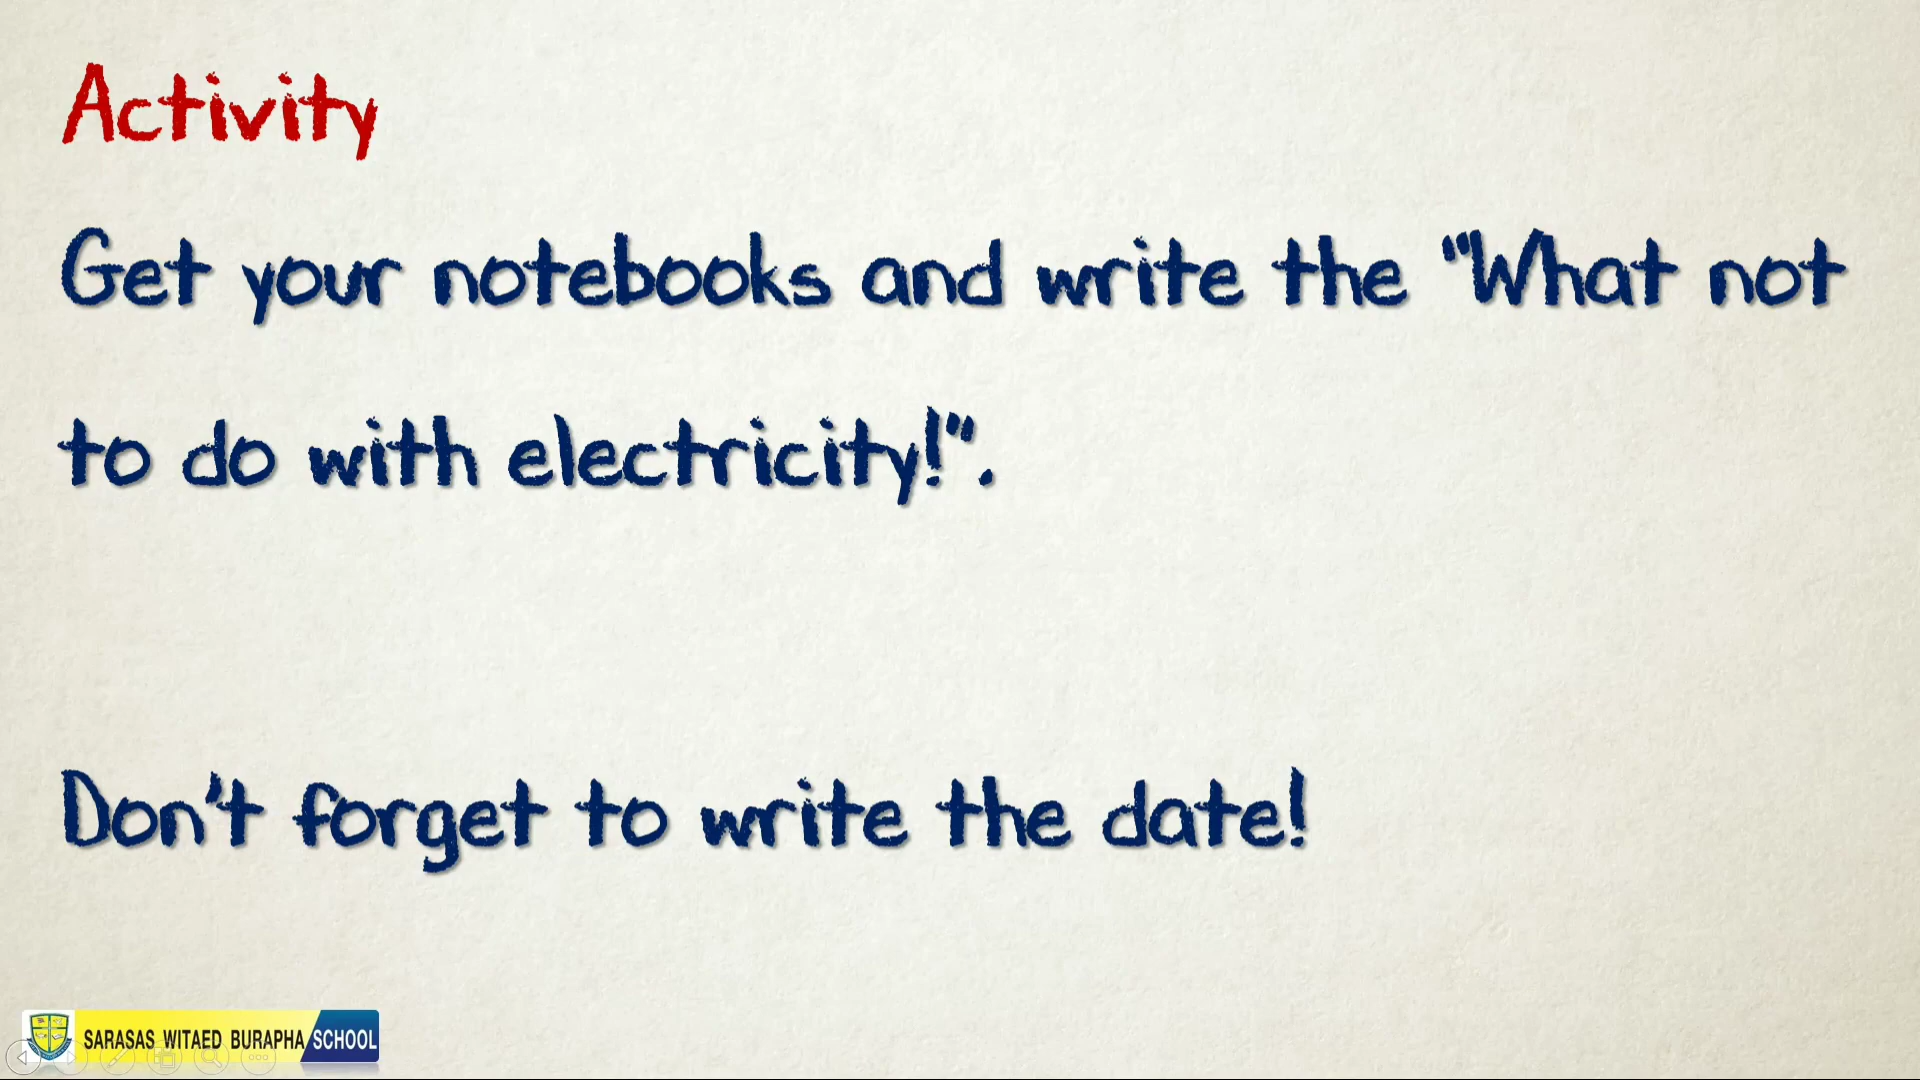 Activity
Get your notebooks and write the "What not
to do with electricity!".
Don't forget to write the date!
SARASAS WITAED BURAPHA SCHOOL